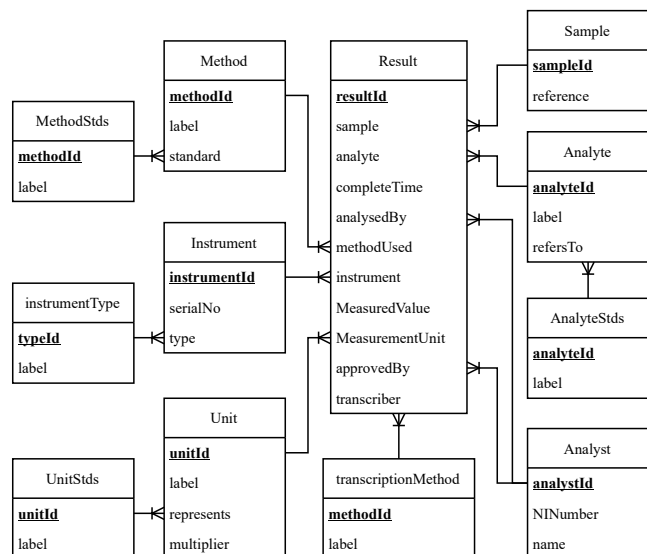 Method
methodId
label
standard
MethodStds
methodId
label
Instrument
instrumentId
serialNo
type
instrumentType
typeId
label
Unit
unitId
label
represents
multiplier
UnitStds
unitId
label
Result
resultId
sample
analyte
completeTime
analysedBy
methodUsed
instrument
MeasuredValue
MeasurementUnit
approvedBy
transcriber
transcriptionMethod
methodId
label
Sample
sampleId
reference
Analyte
analyteId
label
refersTo
AnalyteStds
analyteId
label
Analyst
analystId
NINumber
name